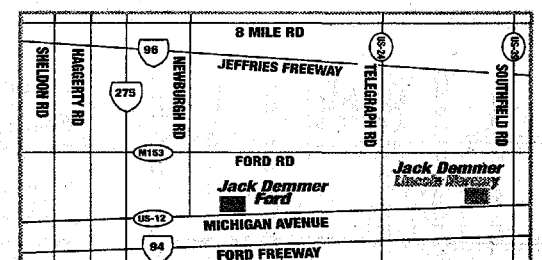 8 MILE RD
96
JEFFRIES FREEWAY
US-24
US-39
SHELDON RD
HAGGERTY RD
275
NEWBURGH RD
TELEGRAPH RD
SOUTHFIELD RD
M153
FORD RD
Jack Demmer
Ford
Jack Demmer
Lincoln Mercury
US-12
MICHIGAN AVENUE
94
FORD FREEWAY